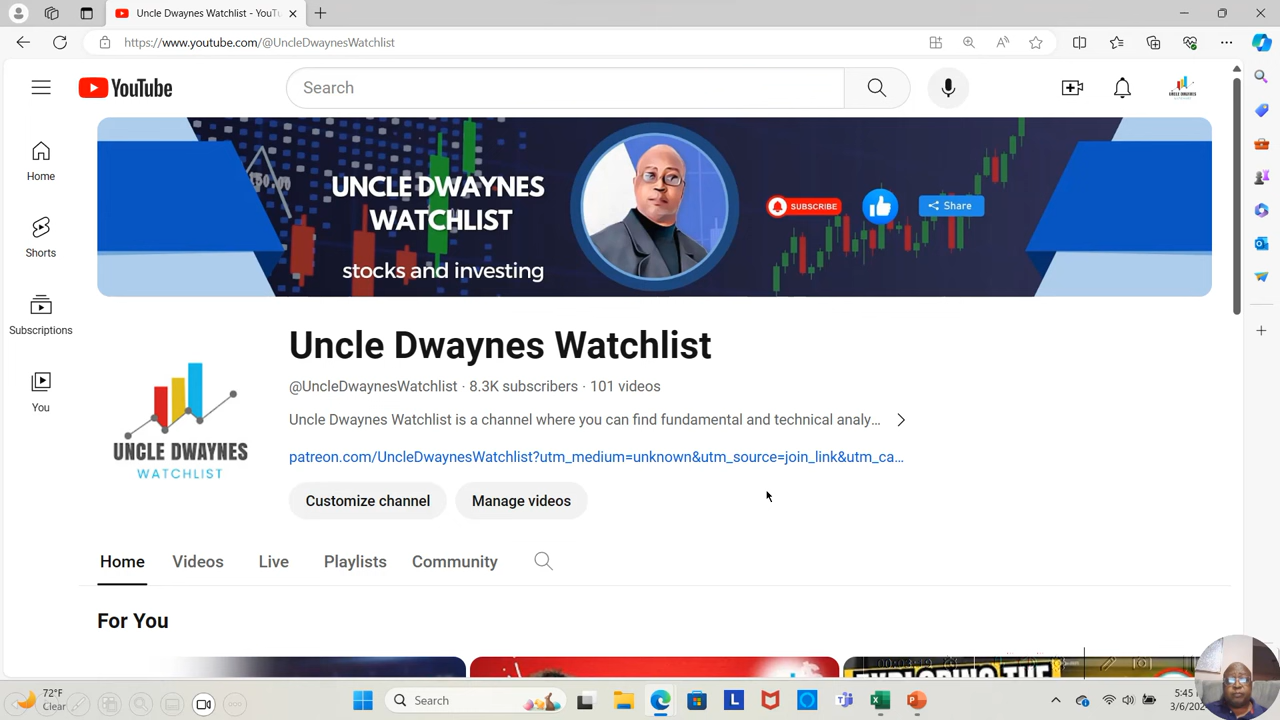 Uncle Dwaynes Watchlist - YouTu
https://www.youtube.com/@UncleDwaynesWatchlist
YouTube
Search
UNCLE DWAYNES
WATCHLIST
stocks and investing
SUBSCRIBE
Share
Home
Shorts
Subscriptions
You
Uncle Dwaynes Watchlist
@UncleDwaynesWatchlist · 8.3K subscribers · 101 videos
Uncle Dwaynes Watchlist is a channel where you can find fundamental and technical analy...
patreon.com/UncleDwaynesWatchlist?utm_medium=unknown&utm_source=join_link&utm_ca...
UNCLE DWAYNES
WATCHLIST
Customize channel
Manage videos
Home
Videos
Live
Playlists
Community
For You
EXPLORING THE
72°F
Clear
Search
5:45
3/6/202